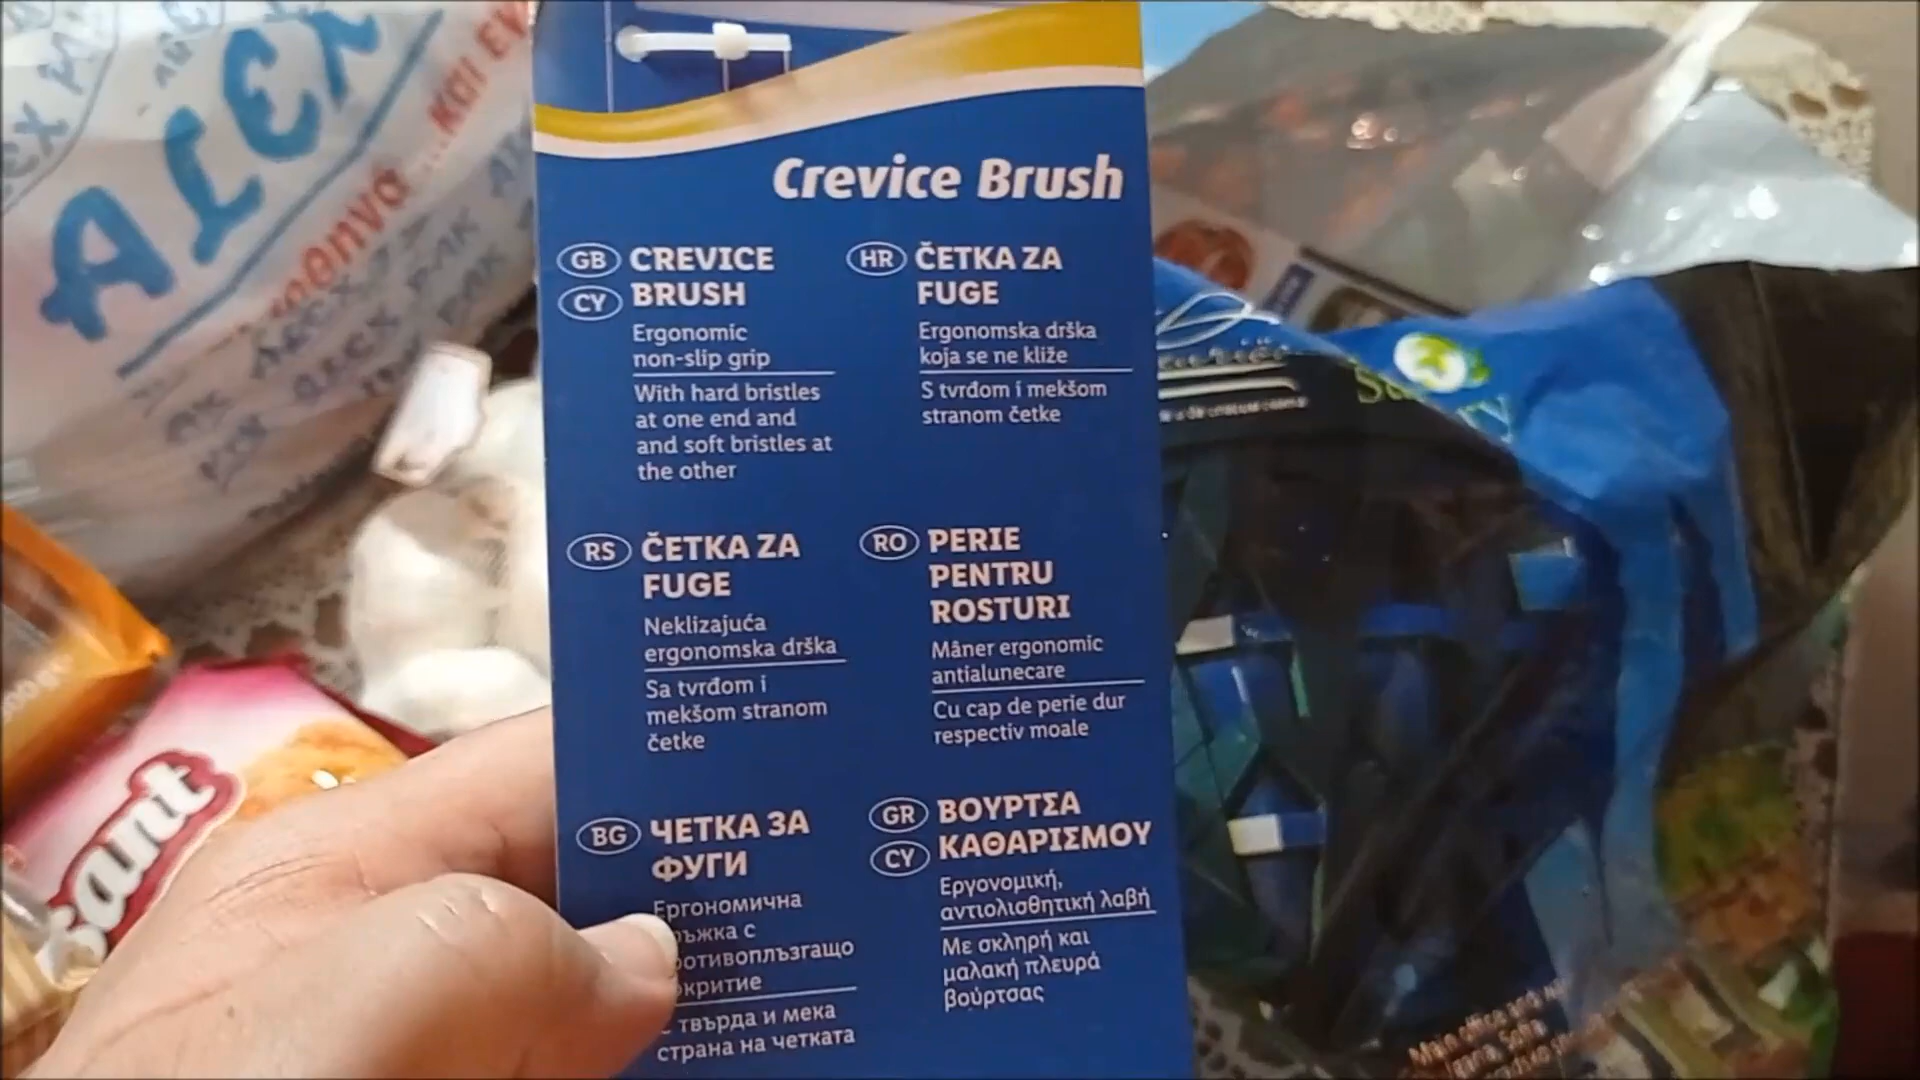 ALEX
...και
Crevice Brush
GB CY CREVICE
BRUSH
Ergonomic
non-slip grip
With hard bristles
at one end and
and soft bristles at
the other
HR ČETKA ZA
FUGE
Ergonomska drška
koja se ne kliže
S tvrđom i mekšom
stranom četke
RS ČETKA ZA
FUGE
Neklizajuća
ergonomska drška
Sa tvrđom i
mekšom stranom
četke
RO PERIE
PENTRU
ROSTURI
Mâner ergonomic
antialunecare
Cu cap de perie dur
respectiv moale
BG ЧЕТКА ЗА
ФУГИ
Ергономична
с
твърда и мека
страна на четката
GR CY ΒΟΥΡΤΣΑ
ΚΑΘΑΡΙΣΜΟΥ
Εργονομική,
αντιολισθητική λαβή
Με σκληρή και
μαλακή πλευρά
βούρτσας
Main office